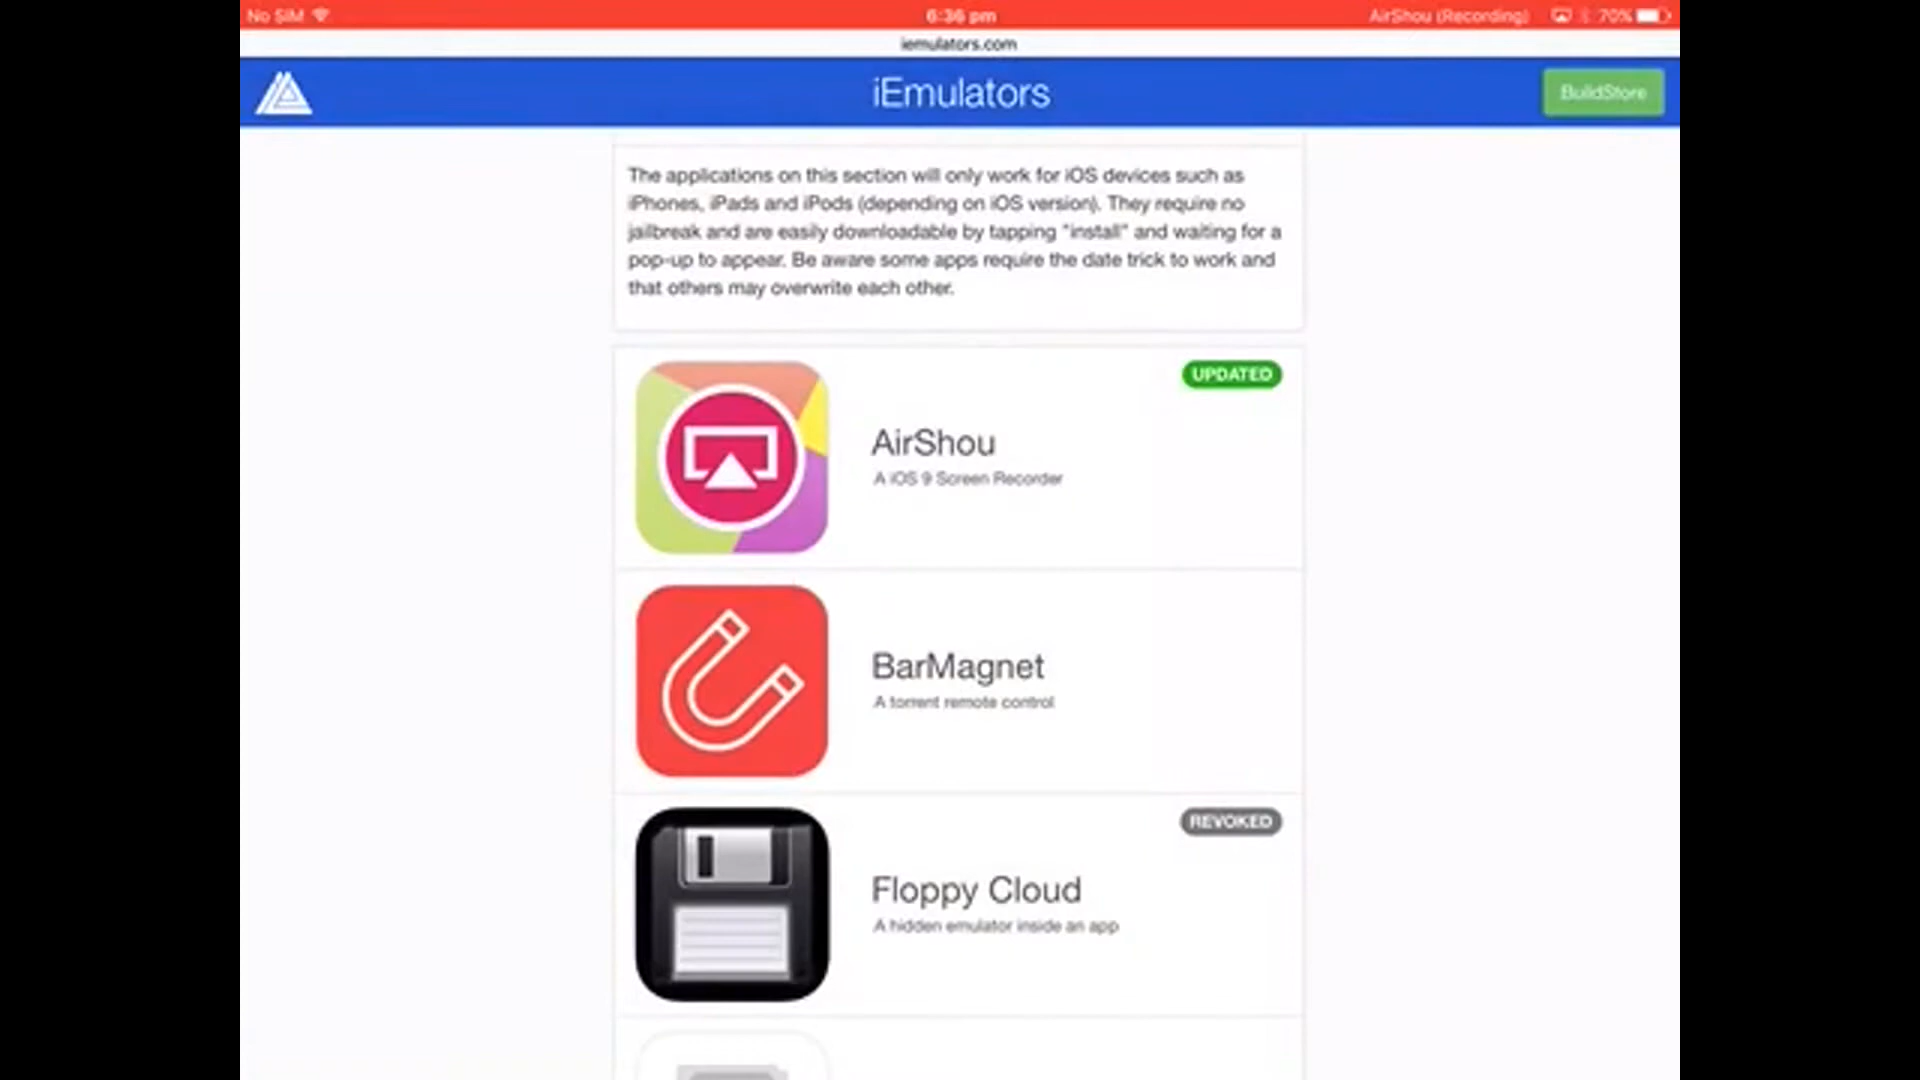 No SIM
6:36 pm
AirShou (Recording)
70%
iemulators.com
iEmulators
BuildStore
The applications on this section will only work for iOS devices such as
iPhones, iPads and iPods (depending on iOS version). They require no
jailbreak and are easily downloadable by tapping "install" and waiting for a
pop-up to appear. Be aware some apps require the date trick to work and
that others may overwrite each other.
UPDATED
AirShou
A iOS 9 Screen Recorder
BarMagnet
A torrent remote control
REVOKED
Floppy Cloud
A hidden emulator inside an app